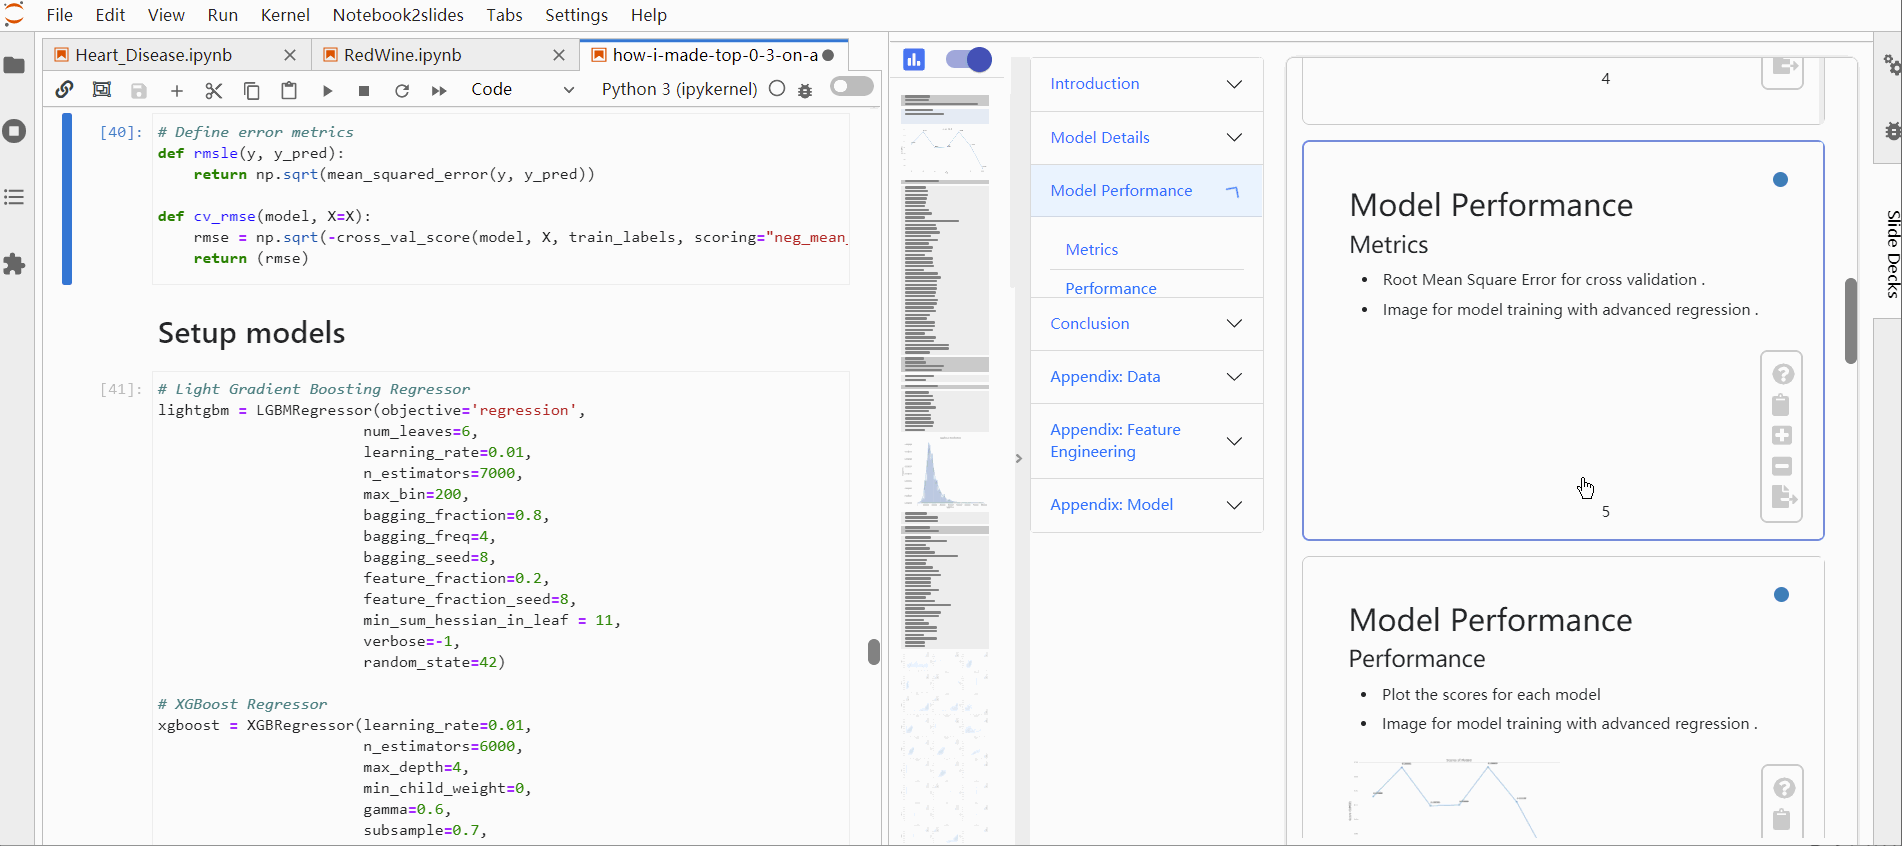 File Edit View Run Kernel Notebook2slides Tabs Settings Help
Heart_Disease.ipynb
RedWine.ipynb
how-i-made-top-0-3-on-a
Code
Python 3 (ipykernel)
[40]:
# Define error metrics
def rmsle(y, y_pred):
    return np.sqrt(mean_squared_error(y, y_pred))
def cv_rmse(model, X=X):
    rmse = np.sqrt(-cross_val_score(model, X, train_labels, scoring="neg_mean_
    return (rmse)
Setup models
[41]:
# Light Gradient Boosting Regressor
lightgbm = LGBMRegressor(objective='regression',
num_leaves=6,
learning_rate=0.01,
n_estimators=7000,
max_bin=200,
bagging_fraction=0.8,
bagging_freq=4,
bagging_seed=8,
feature_fraction=0.2,
feature_fraction_seed=8,
min_sum_hessian_in_leaf = 11,
verbose=-1,
random_state=42)
# XGBoost Regressor
xgboost = XGBRegressor(learning_rate=0.01,
n_estimators=6000,
max_depth=4,
min_child_weight=0,
gamma=0.6,
subsample=0.7,
Introduction
Model Details
Model Performance
Metrics
Performance
Conclusion
Appendix: Data
Appendix: Feature
Engineering
Appendix: Model
4
Model Performance
Metrics
• Root Mean Square Error for cross validation .
• Image for model training with advanced regression .
5
Model Performance
Performance
• Plot the scores for each model
• Image for model training with advanced regression .
Slide Decks